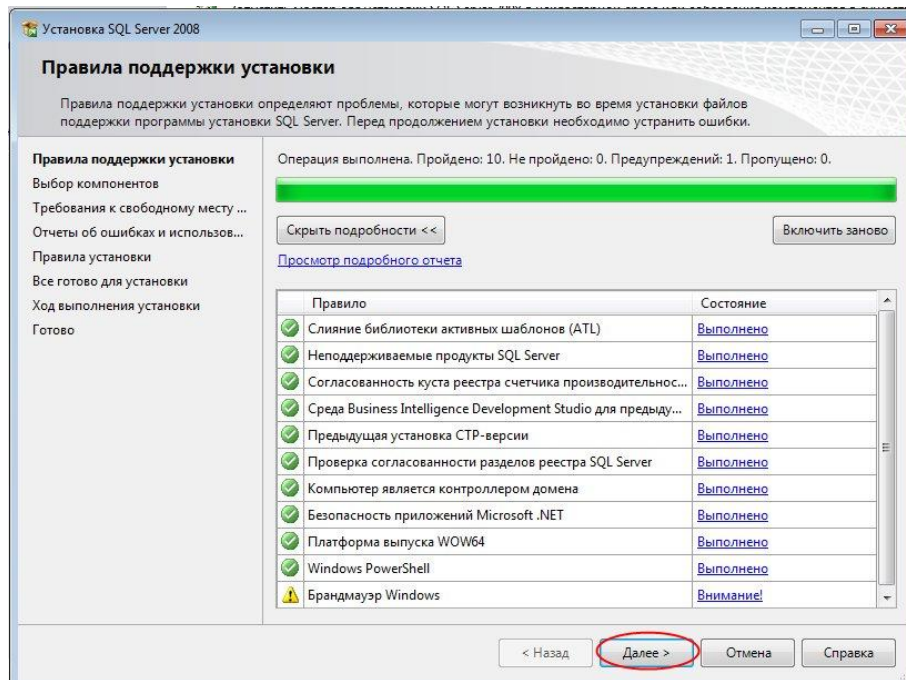 Установка SQL Server 2008
Правила поддержки установки
Правила поддержки установки определяют проблемы, которые могут возникнуть во время установки файлов
поддержки программы установки SQL Server. Перед продолжением установки необходимо устранить ошибки.
Правила поддержки установки
Выбор компонентов
Требования к свободному месту ...
Отчеты об ошибках и использов...
Правила установки
Все готово для установки
Ход выполнения установки
Готово
Операция выполнена. Пройдено: 10. Не пройдено: 0. Предупреждений: 1. Пропущено: 0.
Скрыть подробности <<
Включить заново
Просмотр подробного отчета
Правило Состояние
Слияние библиотеки активных шаблонов (ATL) Выполнено
Неподдерживаемые продукты SQL Server Выполнено
Согласованность куста реестра счетчика производительнос... Выполнено
Среда Business Intelligence Development Studio для предыду... Выполнено
Предыдущая установка CTP-версии Выполнено
Проверка согласованности разделов реестра SQL Server Выполнено
Компьютер является контроллером домена Выполнено
Безопасность приложений Microsoft .NET Выполнено
Платформа выпуска WOW64 Выполнено
Windows PowerShell Выполнено
Брандмауэр Windows Внимание!
< Назад Далее > Отмена Справка